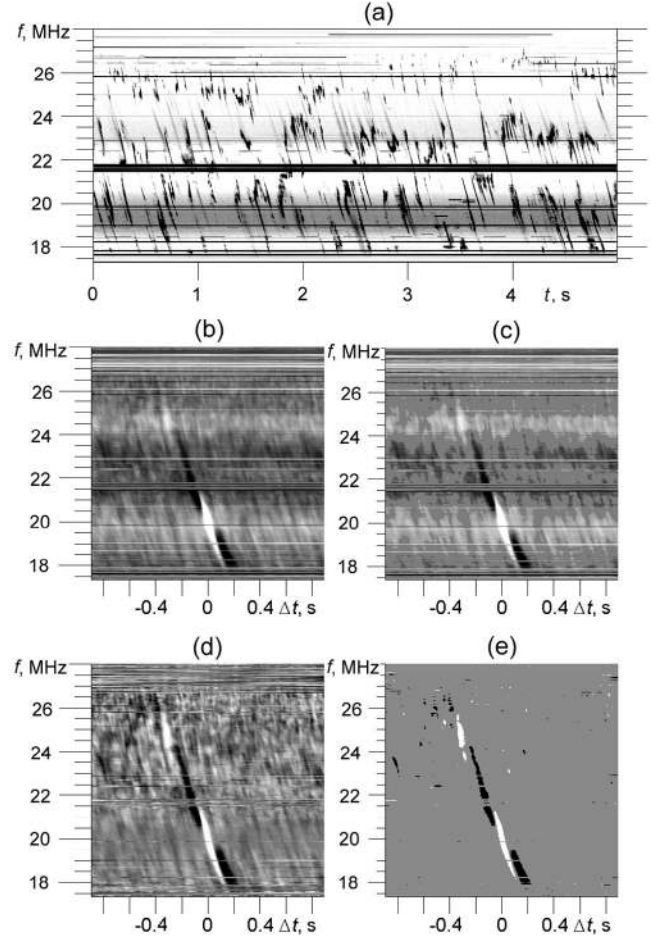 (a)
f, MHz
26
24
22
20
18
0 1 2 3 4 t, s
(b) (c)
f, MHz f, MHz
26 26
24 24
22 22
20 20
18 18
-0.4 0 0.4 Δt, s -0.4 0 0.4 Δt, s
(d) (e)
f, MHz f, MHz
26 26
24 24
22 22
20 20
18 18
-0.4 0 0.4 Δt, s -0.4 0 0.4 Δt, s